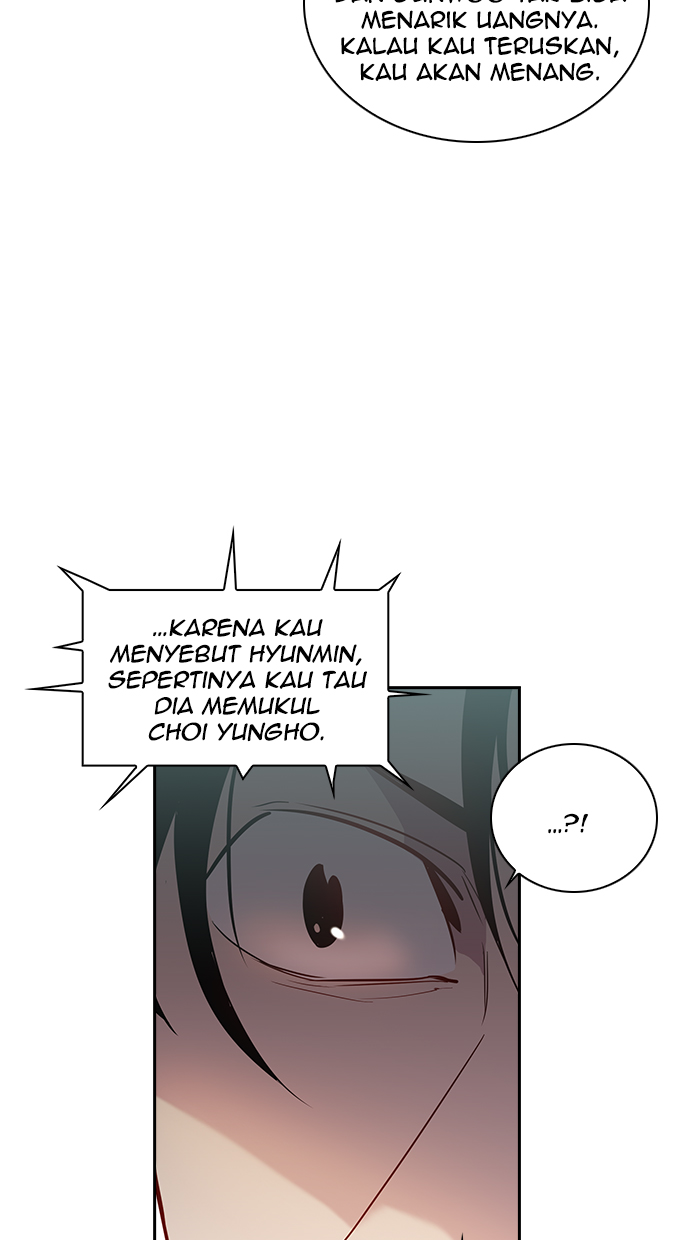 MENARIK UANGNYA.
KALAU KAU TERUSKAN,
KAU AKAN MENANG.
...KARENA KAU
MENYEBUT HYUNMIN,
SEPERTINYA KAU TAU
DIA MEMUKUL
CHOI YUNGHO.
...?!